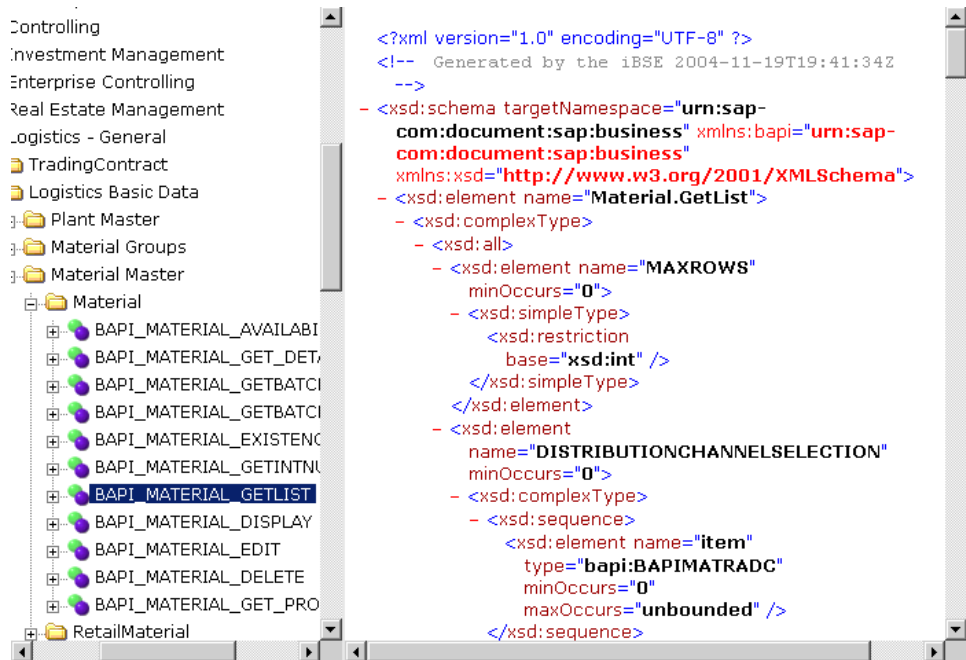 Controlling
Investment Management
Enterprise Controlling
Real Estate Management
Logistics - General
TradingContract
Logistics Basic Data
Plant Master
Material Groups
Material Master
Material
BAPI_MATERIAL_AVAILABI
BAPI_MATERIAL_GET_DETA
BAPI_MATERIAL_GETBATCH
BAPI_MATERIAL_GETBATCH
BAPI_MATERIAL_EXISTENC
BAPI_MATERIAL_GETINTNU
BAPI_MATERIAL_GETLIST
BAPI_MATERIAL_DISPLAY
BAPI_MATERIAL_EDIT
BAPI_MATERIAL_DELETE
BAPI_MATERIAL_GET_PRO
RetailMaterial
<?xml version="1.0" encoding="UTF-8" ?>
<!-- Generated by the iBSE 2004-11-19T19:41:34Z
-->
- <xsd:schema targetNamespace="urn:sap-
com:document:sap:business" xmlns:bapi="urn:sap-
com:document:sap:business"
xmlns:xsd="http://www.w3.org/2001/XMLSchema">
- <xsd:element name="Material.GetList">
- <xsd:complexType>
- <xsd:all>
- <xsd:element name="MAXROWS"
minOccurs="0">
- <xsd:simpleType>
<xsd:restriction
base="xsd:int" />
</xsd:simpleType>
</xsd:element>
- <xsd:element
name="DISTRIBUTIONCHANNELSELECTION"
minOccurs="0">
- <xsd:complexType>
- <xsd:sequence>
<xsd:element name="item"
type="bapi:BAPIMATRADC"
minOccurs="0"
maxOccurs="unbounded" />
</xsd:sequence>